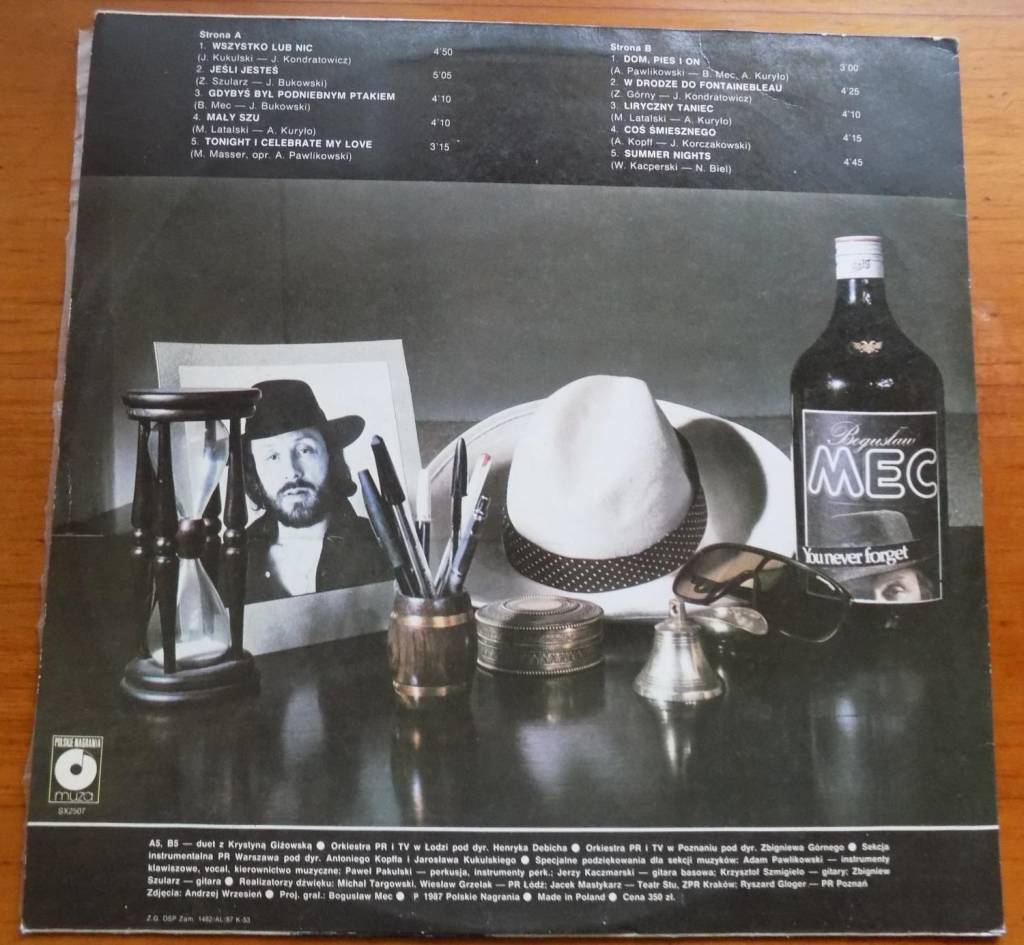 Strona A
1. WSZYSTKO LUB NIC 4'50
(J. Kukulski — J. Kondratowicz)
2. JEŚLI JESTEŚ 5'05
(Z. Szularz — J. Bukowski)
3. GDYBYŚ BYŁ PODNIEBNYM PTAKIEM 4'10
(B. Mec — J. Bukowski)
4. MAŁY SZU 4'10
(M. Latalski — A. Kuryło)
5. TONIGHT I CELEBRATE MY LOVE 3'15
(M. Masser, opr. A. Pawlikowski)
Strona B
1. DOM, PIES I ON 3'00
(A. Pawlikowski — B. Mec, A. Kuryło)
2. W DRODZE DO FONTAINEBLEAU 4'25
(Z. Górny — J. Kondratowicz)
3. LIRYCZNY TANIEC 4'10
(M. Latalski — A. Kuryło)
4. COŚ ŚMIESZNEGO 4'15
(A. Kopff — J. Korczakowski)
5. SUMMER NIGHTS 4'45
(W. Kacperski — N. Biel)
Bogusław
MEC
You never forget
POLSKIE NAGRANIA
muza
SX2507
A5, B5 — duet z Krystyną Giżowską ● Orkiestra PR i TV w Łodzi pod dyr. Henryka Debicha ● Orkiestra PR i TV w Poznaniu pod dyr. Zbigniewa Górnego ● Sekcja
instrumentalna PR Warszawa pod dyr. Antoniego Kopffa i Jarosława Kukulskiego ● Specjalne podziękowania dla sekcji muzyków: Adam Pawlikowski — instrumenty
klawiszowe, vocal, kierownictwo muzyczne; Paweł Pakulski — perkusja, instrumenty perk.; Jerzy Kaczmarski — gitara basowa; Krzysztof Szmigielo — gitary; Zbigniew
Szularz — gitara ● Realizatorzy dźwięku: Michał Targowski, Wiesław Grzelak — PR Łódź; Jacek Mastykarz — Teatr Stu, ZPR Kraków; Ryszard Gloger — PR Poznań
Zdjęcia: Andrzej Wrzesień ● Proj. graf.: Bogusław Mec ● ℗ 1987 Polskie Nagrania ● Made in Poland ● Cena 350 zł.
Z.G. DSP Zam. 1462/AL/87 K-53